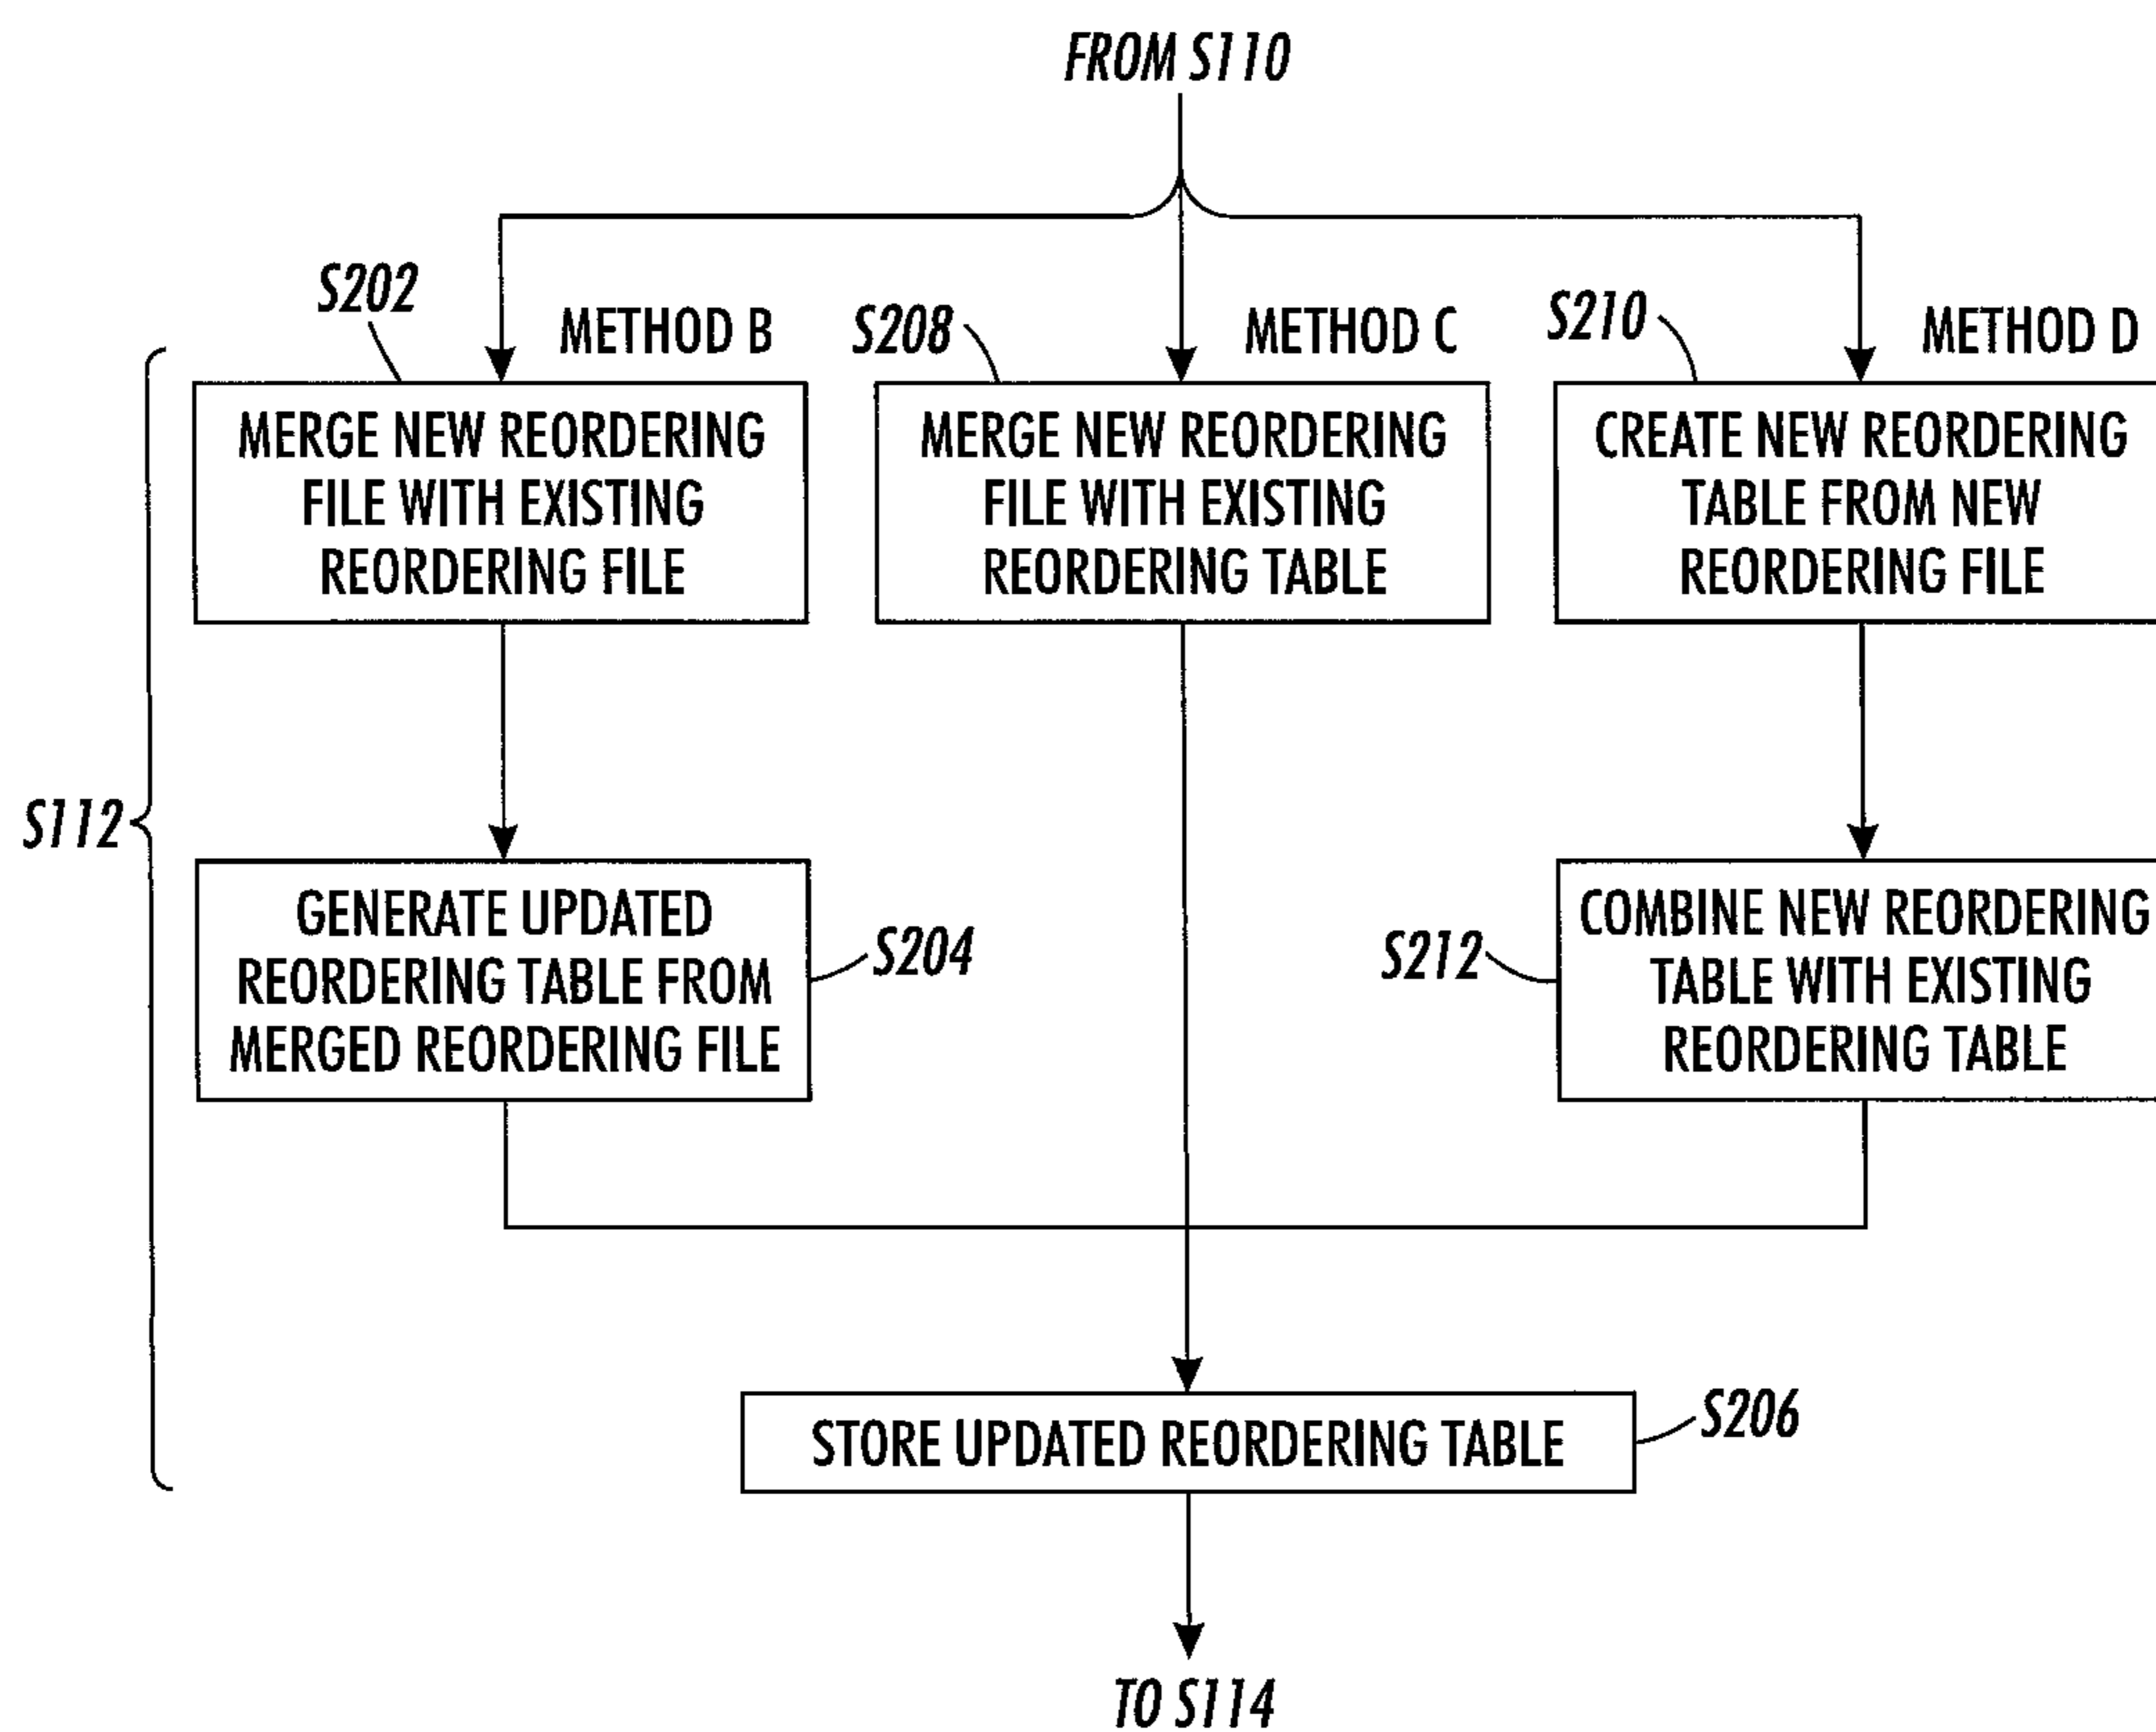 FROM S110
S202
METHOD B
S208
METHOD C
S210
METHOD D
MERGE NEW REORDERING
FILE WITH EXISTING
REORDERING FILE
MERGE NEW REORDERING
FILE WITH EXISTING
REORDERING TABLE
CREATE NEW REORDERING
TABLE FROM NEW
REORDERING FILE
S112
GENERATE UPDATED
REORDERING TABLE FROM
MERGED REORDERING FILE
S204
S212
COMBINE NEW REORDERING
TABLE WITH EXISTING
REORDERING TABLE
STORE UPDATED REORDERING TABLE
S206
TO S114